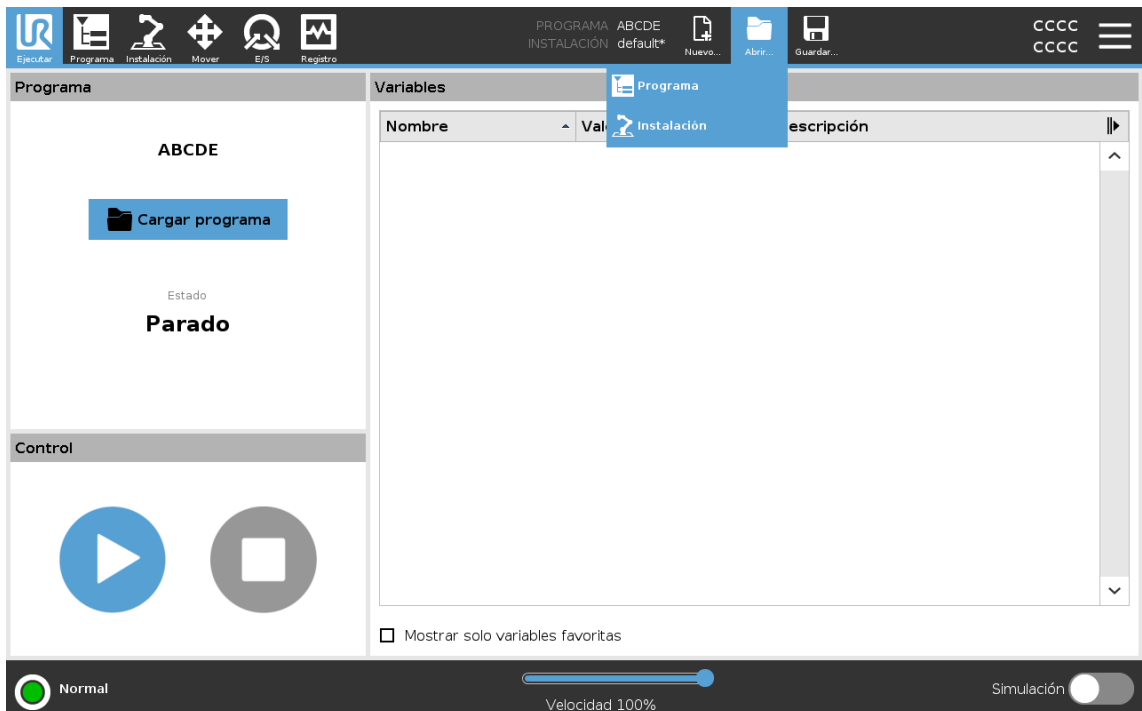 PROGRAMA ABCDE
INSTALACIÓN default*
CCCC
CCCC
UR
Ejecutar Programa Instalación Mover E/S Registro
Nuevo... Abrir... Guardar...
Programa
Variables
Programa
Instalación
Nombre
Val
escripción
ABCDE
Cargar programa
Estado
Parado
Control
Mostrar solo variables favoritas
Normal
Velocidad 100%
Simulación